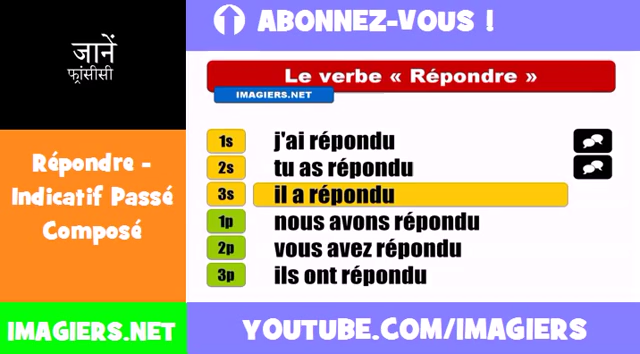 जानें
फ्रांसीसी
ABONNEZ-VOUS !
Le verbe « Répondre »
IMAGIERS.NET
Répondre -
Indicatif Passé
Composé
1s j'ai répondu
2s tu as répondu
3s il a répondu
1p nous avons répondu
2p vous avez répondu
3p ils ont répondu
IMAGIERS.NET
YOUTUBE.COM/IMAGIERS